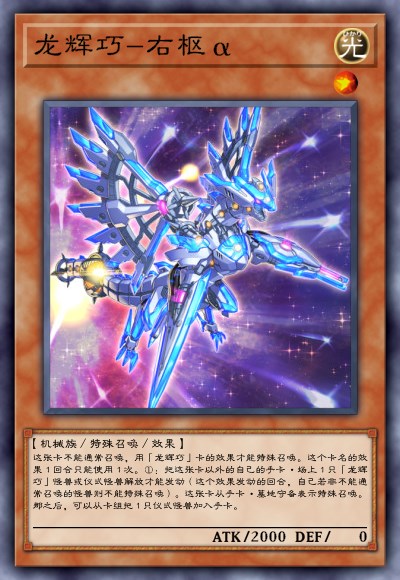 龙辉巧-右枢α
光
【机械族/特殊召唤/效果】
这张卡不能通常召唤，用「龙辉巧」卡的效果才能特殊召唤。这个卡名的效
果1回合只能使用1次。①：把这张卡以外的自己的手卡·场上1只「龙辉
巧」怪兽或仪式怪兽解放才能发动（这个效果发动的回合，自己若非不能通
常召唤的怪兽则不能特殊召唤）。这张卡从手卡·墓地守备表示特殊召唤。
那之后，可以从卡组把1只仪式怪兽加入手卡。
ATK/2000 DEF/ 0